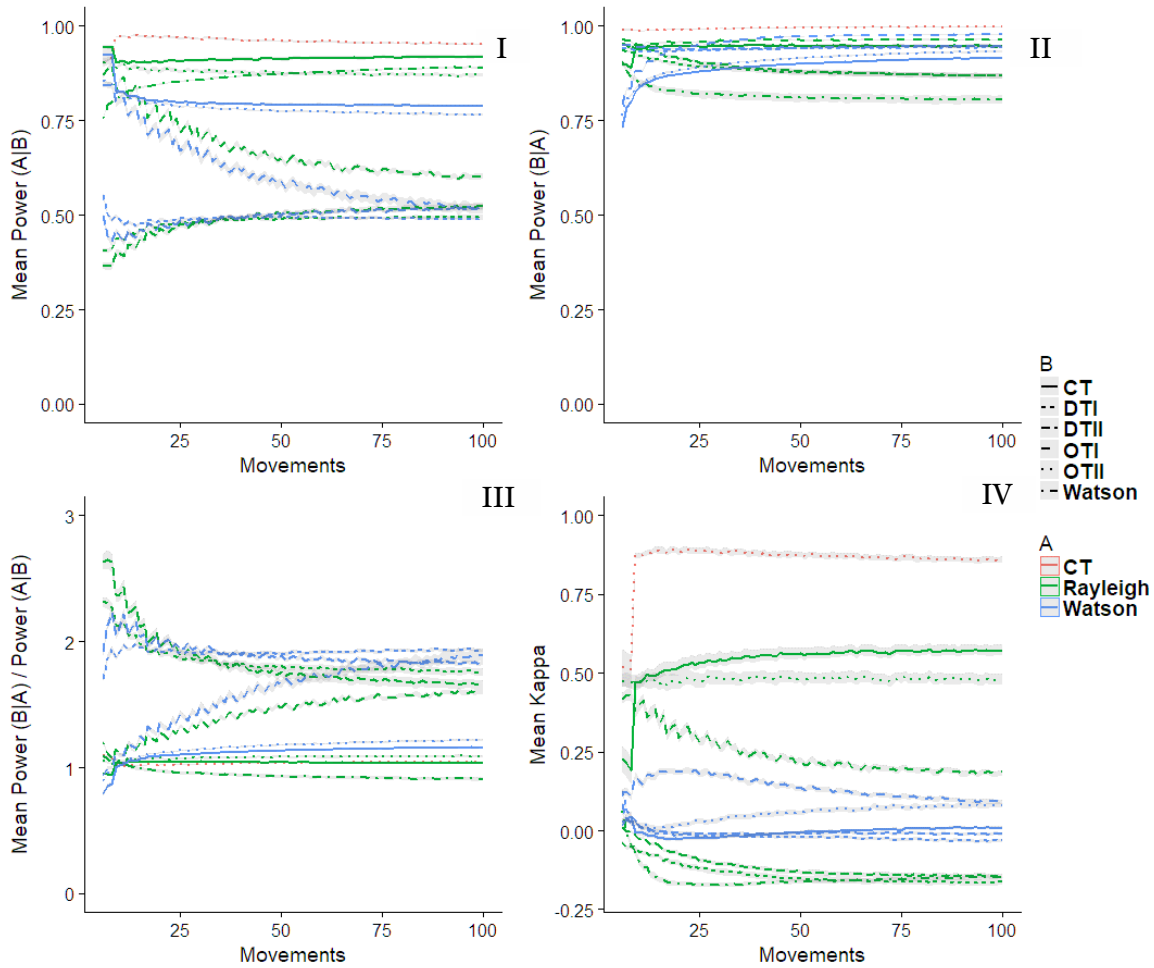 I
1.00
0.75
0.50
0.25
0.00
Mean Power (A|B)
25 50 75 100
Movements
II
1.00
0.75
0.50
0.25
0.00
Mean Power (B|A)
25 50 75 100
Movements
III
3
2
1
0
Mean Power (B|A) / Power (A|B)
25 50 75 100
Movements
IV
1.00
0.75
0.50
0.25
0.00
-0.25
Mean Kappa
25 50 75 100
Movements
B
CT
DTI
DTII
OTI
OTII
Watson
A
CT
Rayleigh
Watson